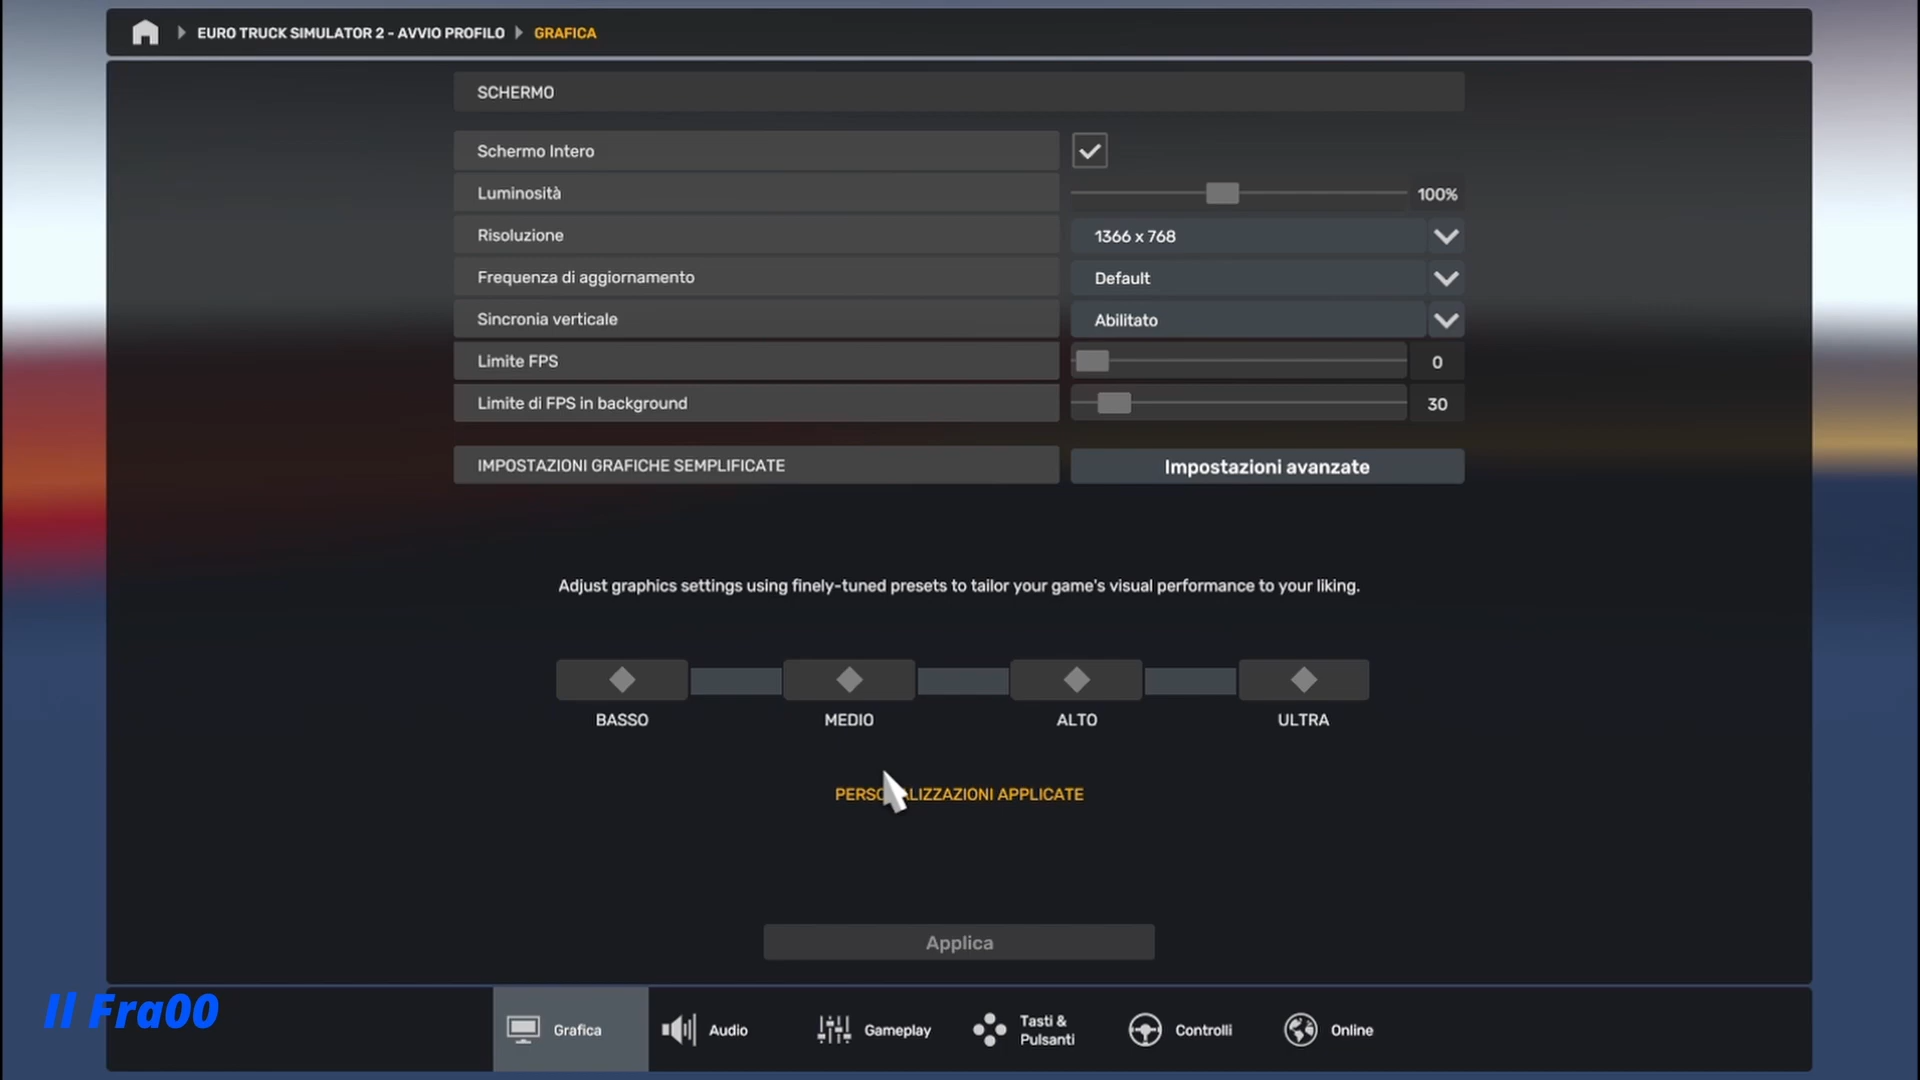 EURO TRUCK SIMULATOR 2 - AVVIO PROFILO GRAFICA
SCHERMO
Schermo Intero
Luminosità 100%
Risoluzione 1366 x 768
Frequenza di aggiornamento Default
Sincronia verticale Abilitato
Limite FPS 0
Limite di FPS in background 30
IMPOSTAZIONI GRAFICHE SEMPLIFICATE Impostazioni avanzate
Adjust graphics settings using finely-tuned presets to tailor your game's visual performance to your liking.
BASSO MEDIO ALTO ULTRA
PERSONALIZZAZIONI APPLICATE
Applica
Il Fra00
Grafica Audio Gameplay Tasti & Pulsanti Controlli Online